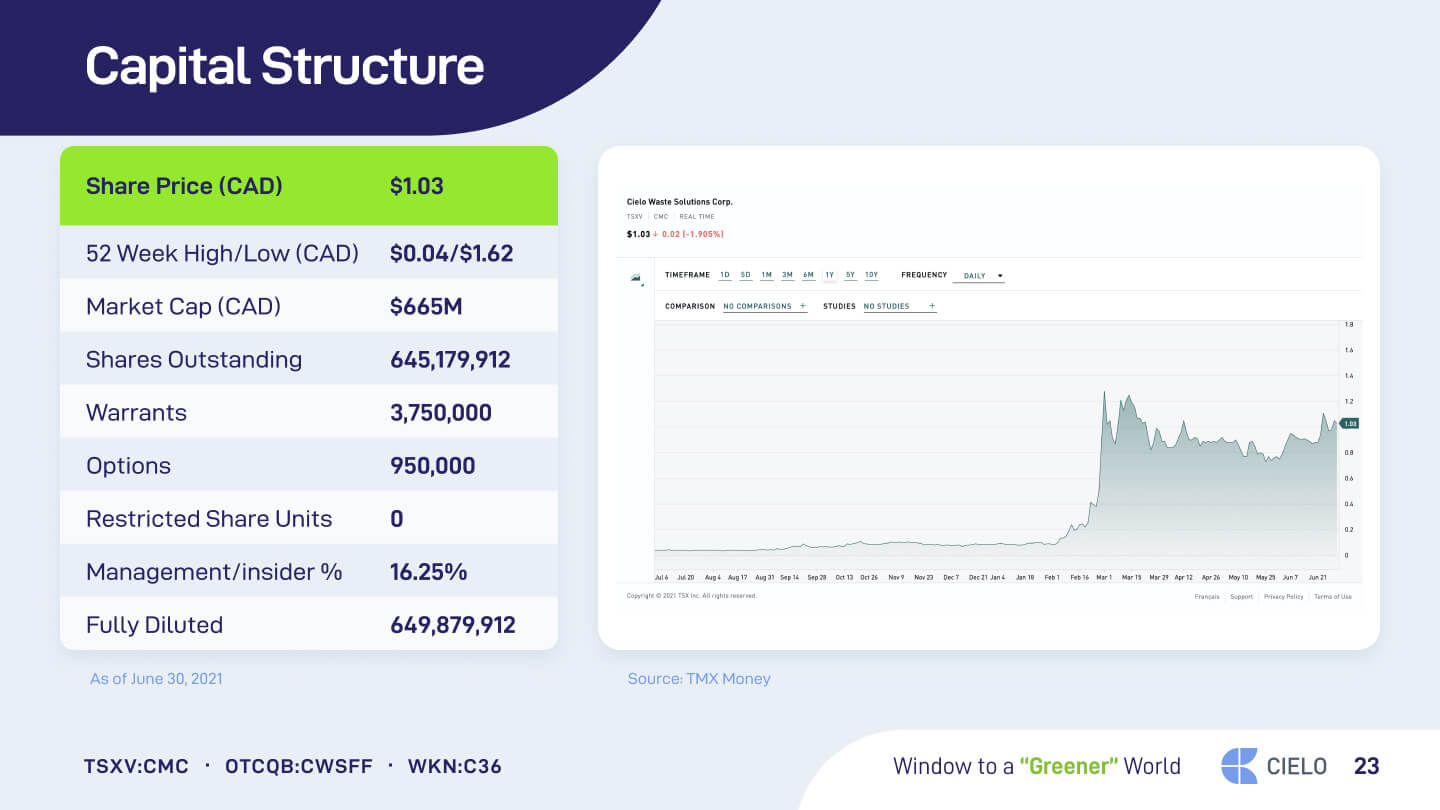 Capital Structure
Share Price (CAD) $1.03
52 Week High/Low (CAD) $0.04/$1.62
Market Cap (CAD) $665M
Shares Outstanding 645,179,912
Warrants 3,750,000
Options 950,000
Restricted Share Units 0
Management/insider % 16.25%
Fully Diluted 649,879,912
As of June 30, 2021
Cielo Waste Solutions Corp.
TSXV | CMC | REAL TIME
$1.03 ↓ 0.02 (-1.905%)
TIMEFRAME 1D 5D 1M 3M 6M 1Y 5Y 10Y FREQUENCY DAILY
COMPARISON NO COMPARISONS + STUDIES NO STUDIES +
1.8
1.6
1.4
1.2
1.03
0.8
0.6
0.4
0.2
0
Jul 6 Jul 20 Aug 4 Aug 17 Aug 31 Sep 14 Sep 28 Oct 13 Oct 26 Nov 9 Nov 23 Dec 7 Dec 21 Jan 4 Jan 18 Feb 1 Feb 16 Mar 1 Mar 15 Mar 29 Apr 12 Apr 26 May 10 May 25 Jun 7 Jun 21
Copyright © 2021 TSX Inc. All rights reserved.
Français | Support | Privacy Policy | Terms of Use
Source: TMX Money
TSXV:CMC · OTCQB:CWSFF · WKN:C36
Window to a “Greener” World
CIELO
23